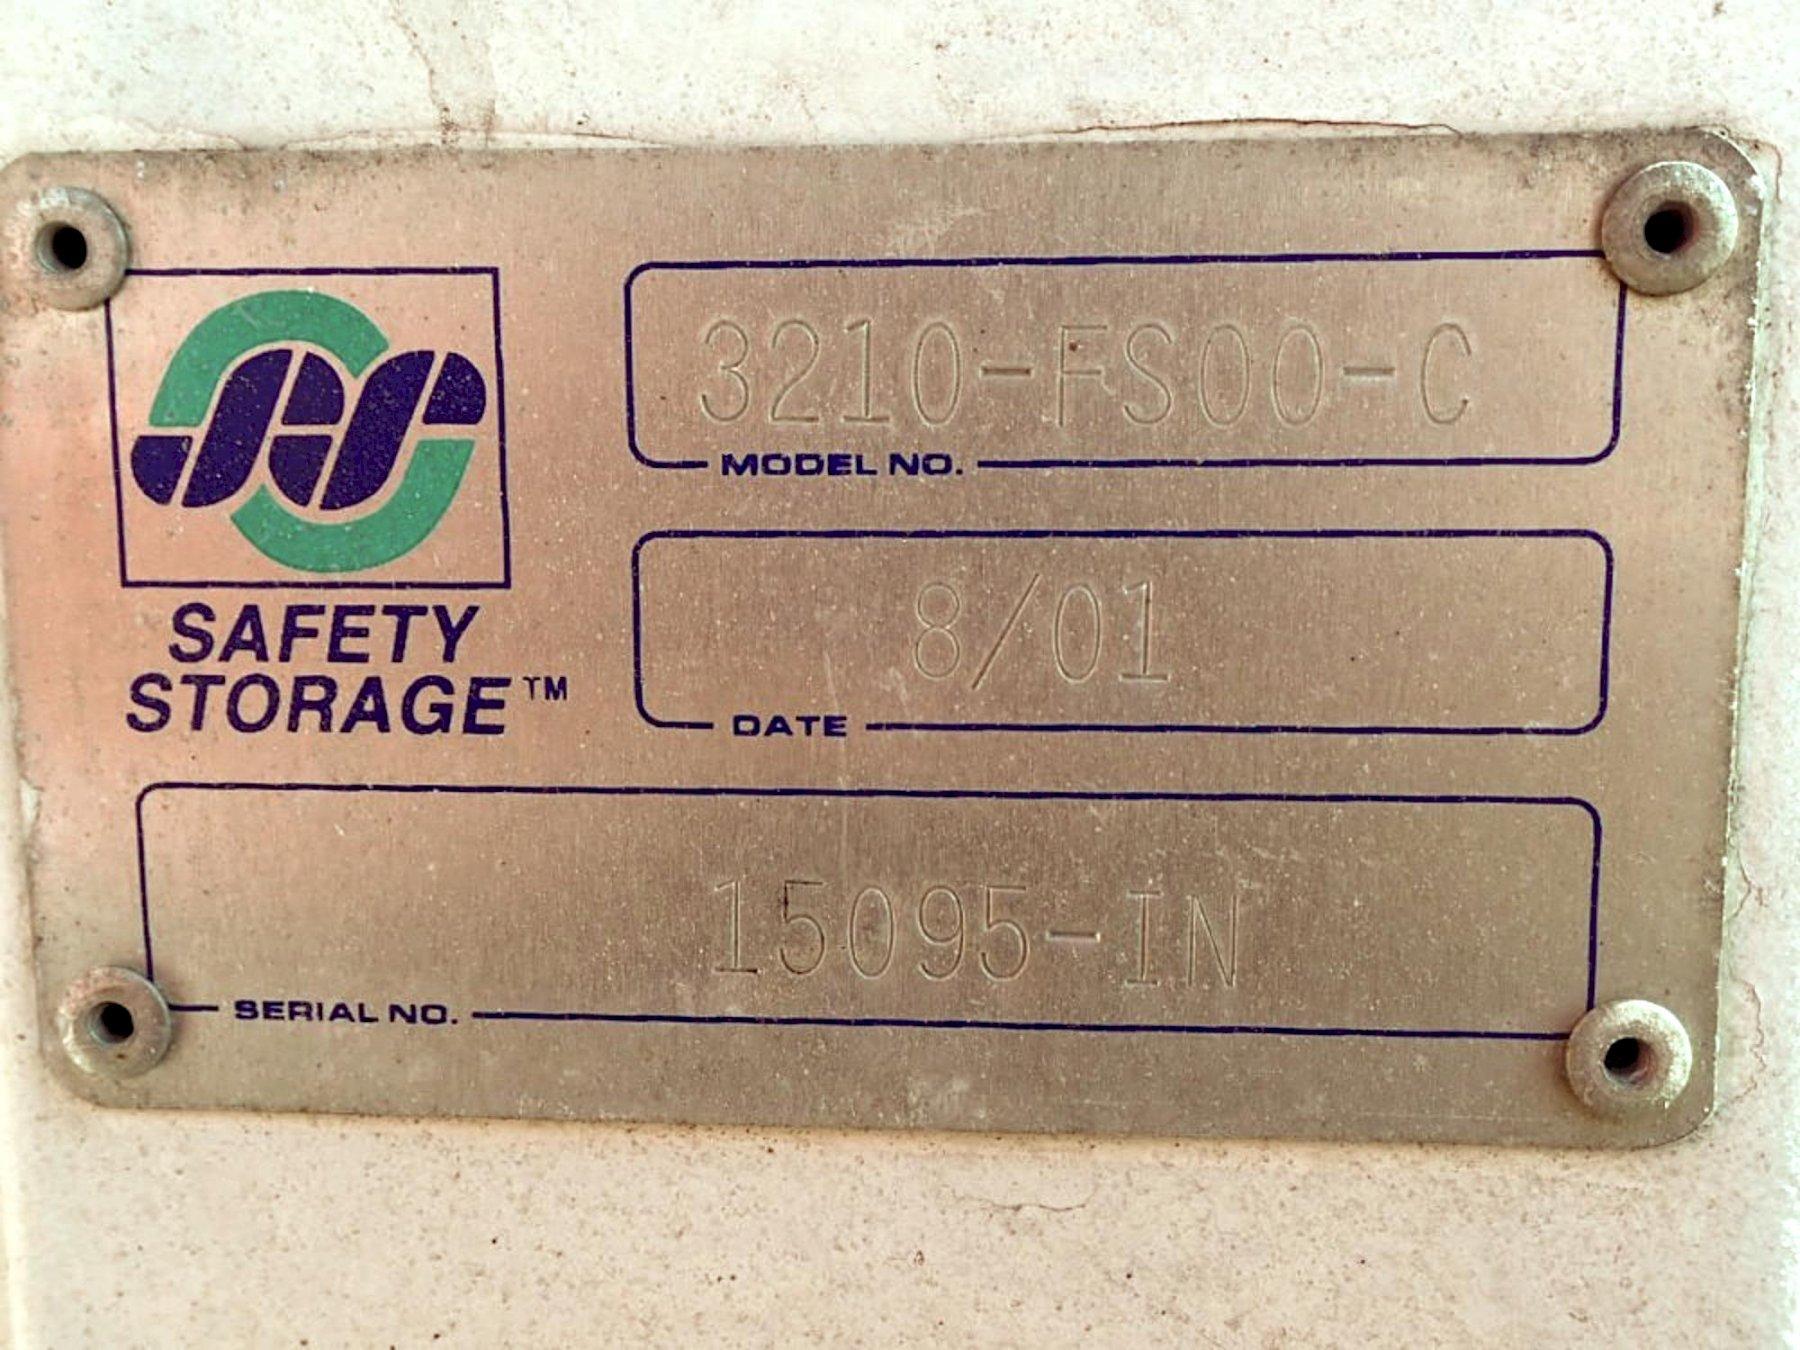 3210-FS00-C
MODEL NO.
SAFETY
STORAGE™
8/01
DATE
15095-IN
SERIAL NO.